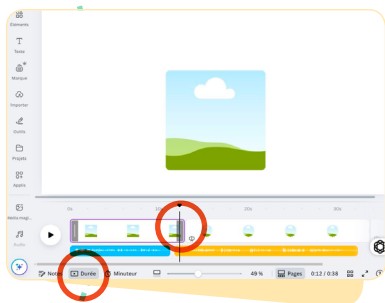 Éléments
Texte
Marque
Importer
Outils
Projets
Applis
Média magi...
Audio
0s 10s 20s 30s
Notes Durée Minuteur 49 % Pages 0:12 / 0:38